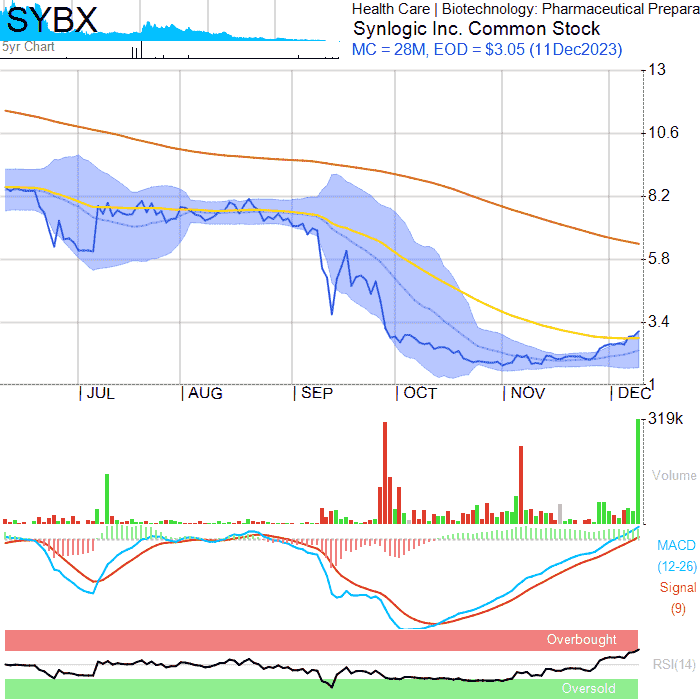 SYBX
5yr Chart
Health Care | Biotechnology: Pharmaceutical Prepara
Synlogic Inc. Common Stock
MC = 28M, EOD = $3.05 (11Dec2023)
13
10.6
8.2
5.8
3.4
1
JUL AUG SEP OCT NOV DEC
319k
Volume
MACD
(12-26)
Signal
(9)
Overbought
RSI(14)
Oversold